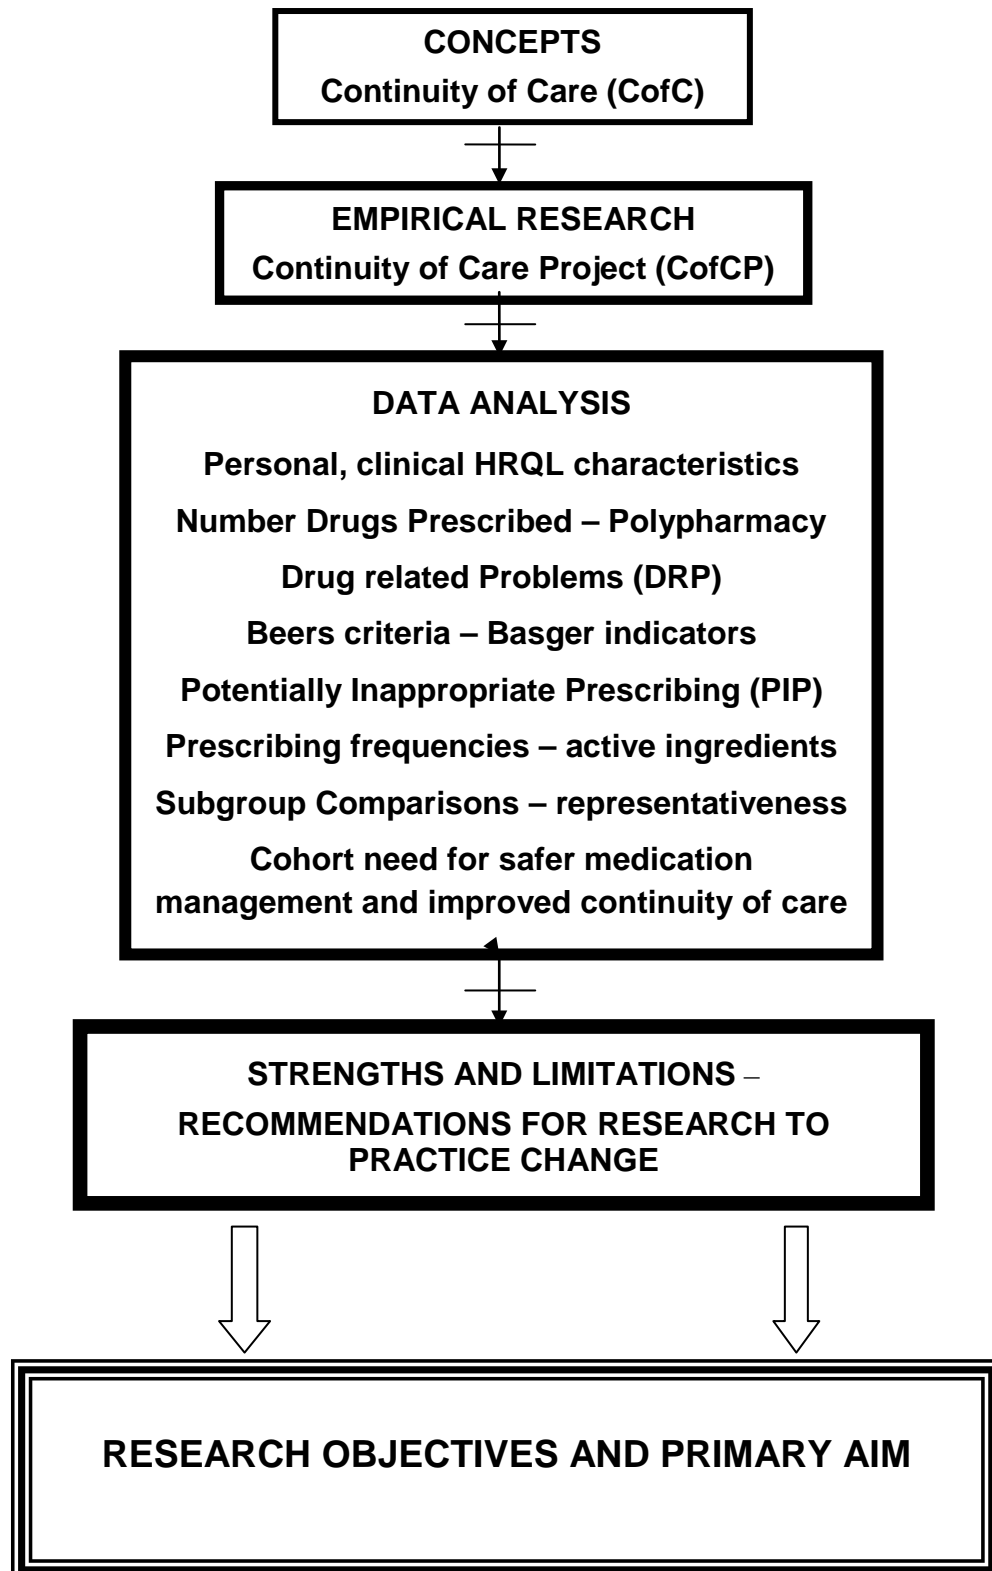 CONCEPTS
Continuity of Care (CofC)
EMPIRICAL RESEARCH
Continuity of Care Project (CofCP)
DATA ANALYSIS
Personal, clinical HRQL characteristics
Number Drugs Prescribed – Polypharmacy
Drug related Problems (DRP)
Beers criteria – Basger indicators
Potentially Inappropriate Prescribing (PIP)
Prescribing frequencies – active ingredients
Subgroup Comparisons – representativeness
Cohort need for safer medication
management and improved continuity of care
STRENGTHS AND LIMITATIONS –
RECOMMENDATIONS FOR RESEARCH TO
PRACTICE CHANGE
RESEARCH OBJECTIVES AND PRIMARY AIM